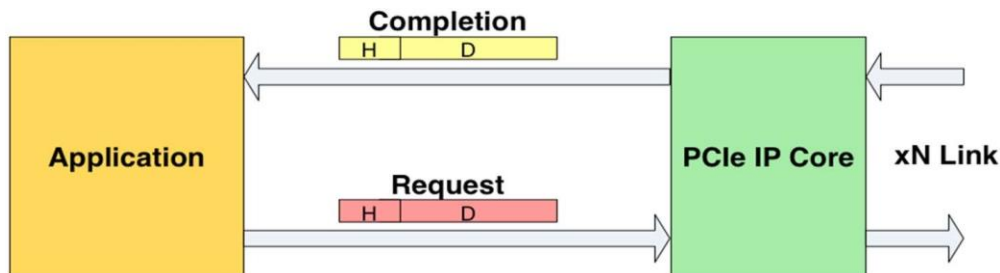 Completion
H D
Application
PCIe IP Core
xN Link
Request
H D